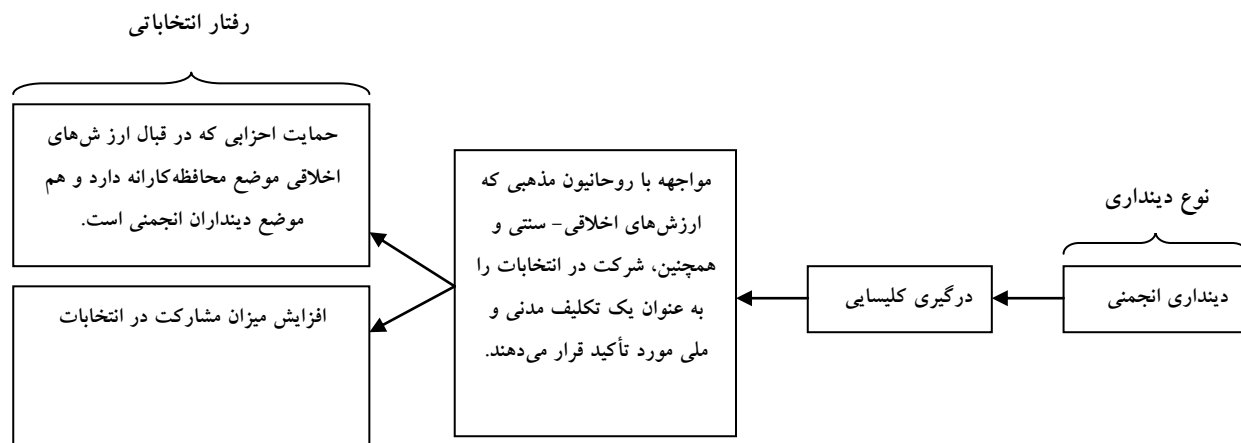 نوع دینداری
دینداری انجمنی
درگیری کلیسایی
مواجهه با روحانیون مذهبی که
ارزش‌های اخلاقی- سنتی و
همچنین، شرکت در انتخابات را
به عنوان یک تکلیف مدنی و
ملی مورد تأکید قرار می‌دهند.
رفتار انتخاباتی
حمایت احزابی که در قبال ارز ش‌های
اخلاقی موضع محافظه‌کارانه دارد و هم
موضع دینداران انجمنی است.
افزایش میزان مشارکت در انتخابات